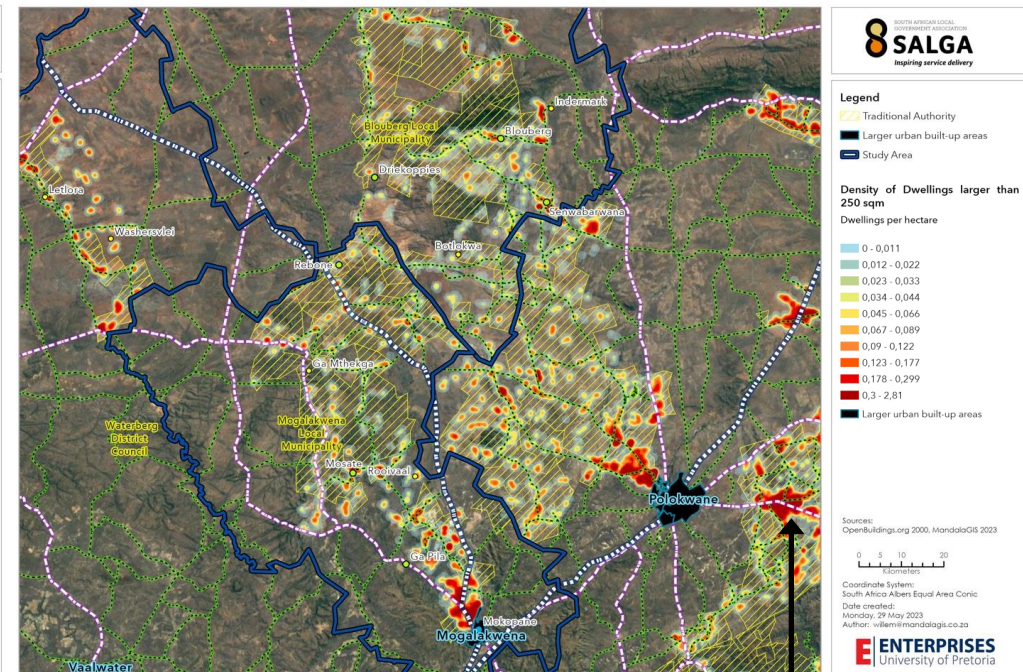 Indermark
Blouberg Local
Municipality
Blouberg
Driekoppies
Letlora
Senwabarwana
Washersvlei
Botlokwa
Rebone
Ga Mthekga
Waterberg
District
Council
Mogalakwena
Local
Municipality
Mosate
Rooivaal
Polokwane
Ga Pila
Mokopane
Mogalakwena
Vaalwater
SOUTH AFRICAN LOCAL
GOVERNMENT ASSOCIATION
SALGA
Inspiring service delivery
Legend
Traditional Authority
Larger urban built-up areas
Study Area
Density of Dwellings larger than
250 sqm
Dwellings per hectare
0 - 0,011
0,012 - 0,022
0,023 - 0,033
0,034 - 0,044
0,045 - 0,066
0,067 - 0,089
0,09 - 0,122
0,123 - 0,177
0,178 - 0,299
0,3 - 2,81
Larger urban built-up areas
Sources:
OpenBuildings.org 2000, MandalaGIS 2023
0 5 10 20
Kilometers
Coordinate System:
South Africa Albers Equal Area Conic
Date created:
Monday, 29 May 2023
Author: willem@mandalagis.co.za
E ENTERPRISES
University of Pretoria